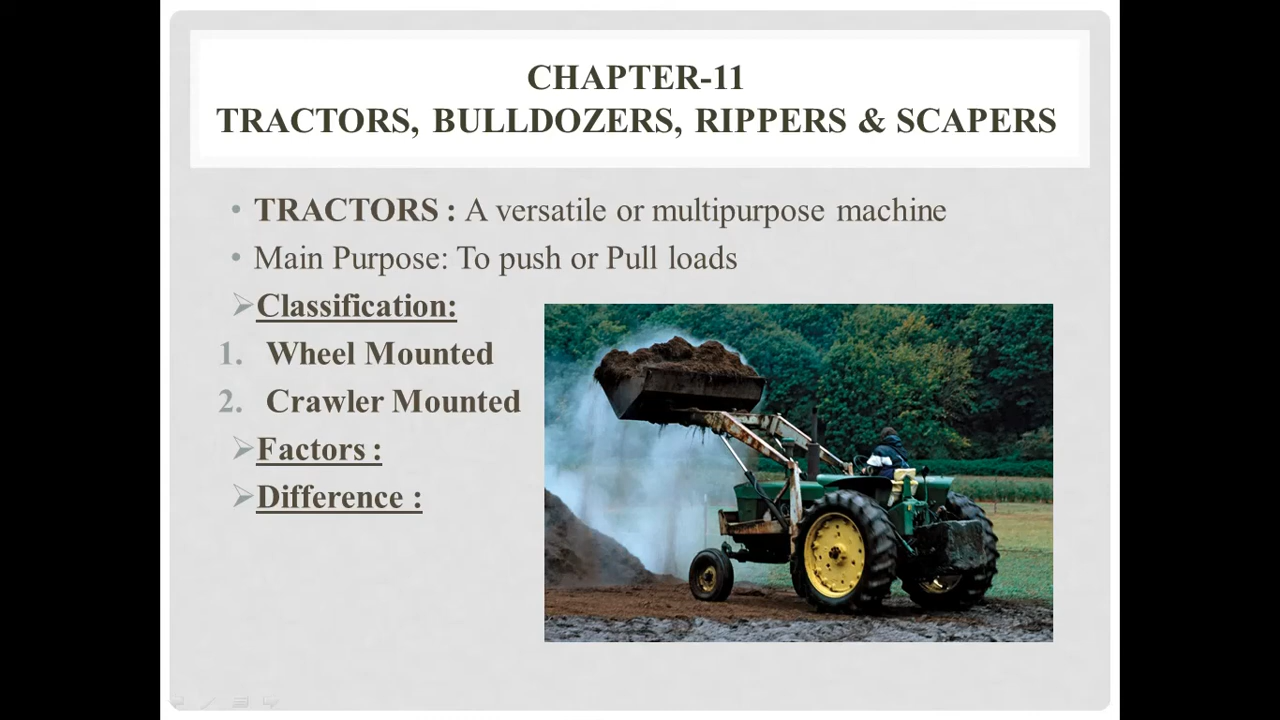 CHAPTER-11
TRACTORS, BULLDOZERS, RIPPERS & SCAPERS
• TRACTORS : A versatile or multipurpose machine
• Main Purpose: To push or Pull loads
➢Classification:
1. Wheel Mounted
2. Crawler Mounted
➢Factors :
➢Difference :